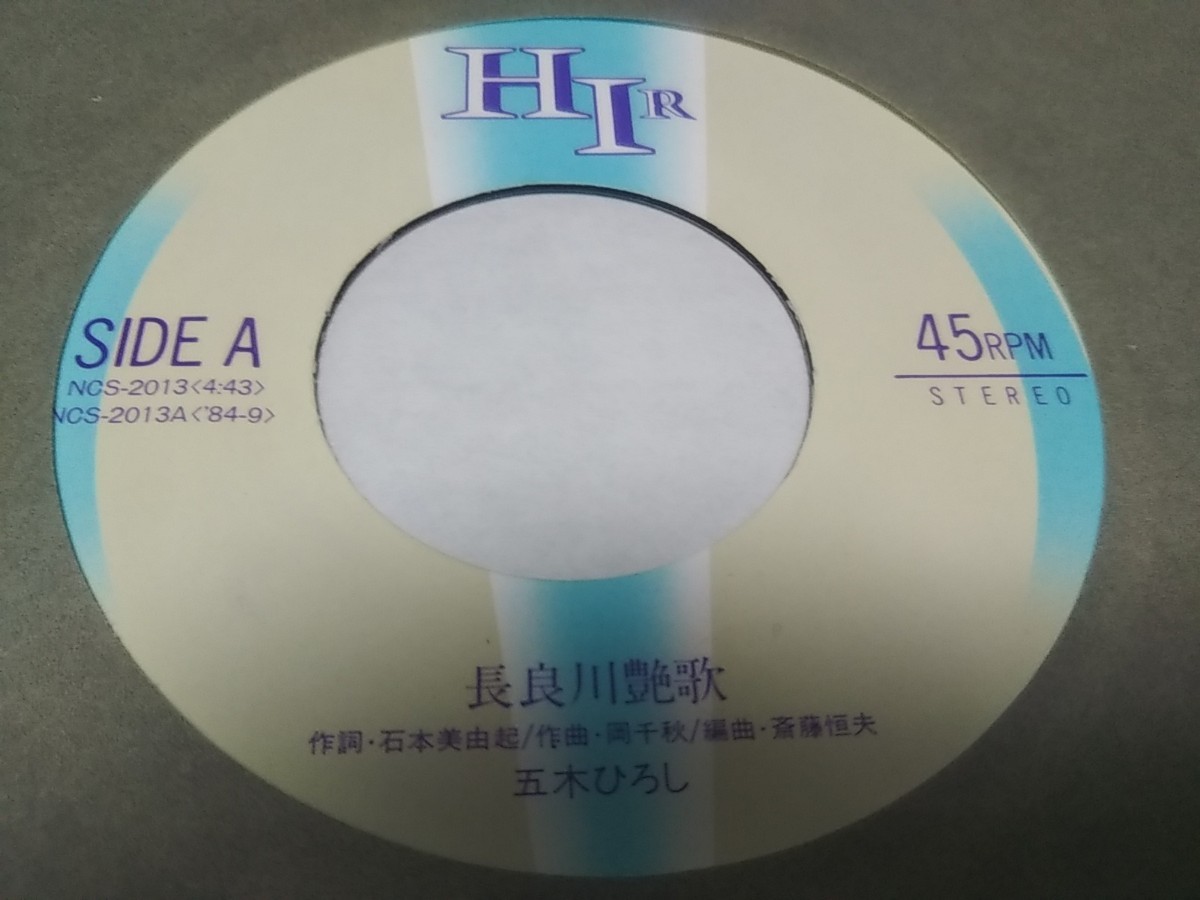 HIR
SIDE A
NCS-2013<4:43>
NCS-2013A<'84-9>
45RPM
STEREO
長良川艶歌
作詞・石本美由起/作曲・岡千秋/編曲・斎藤恒夫
五木ひろし